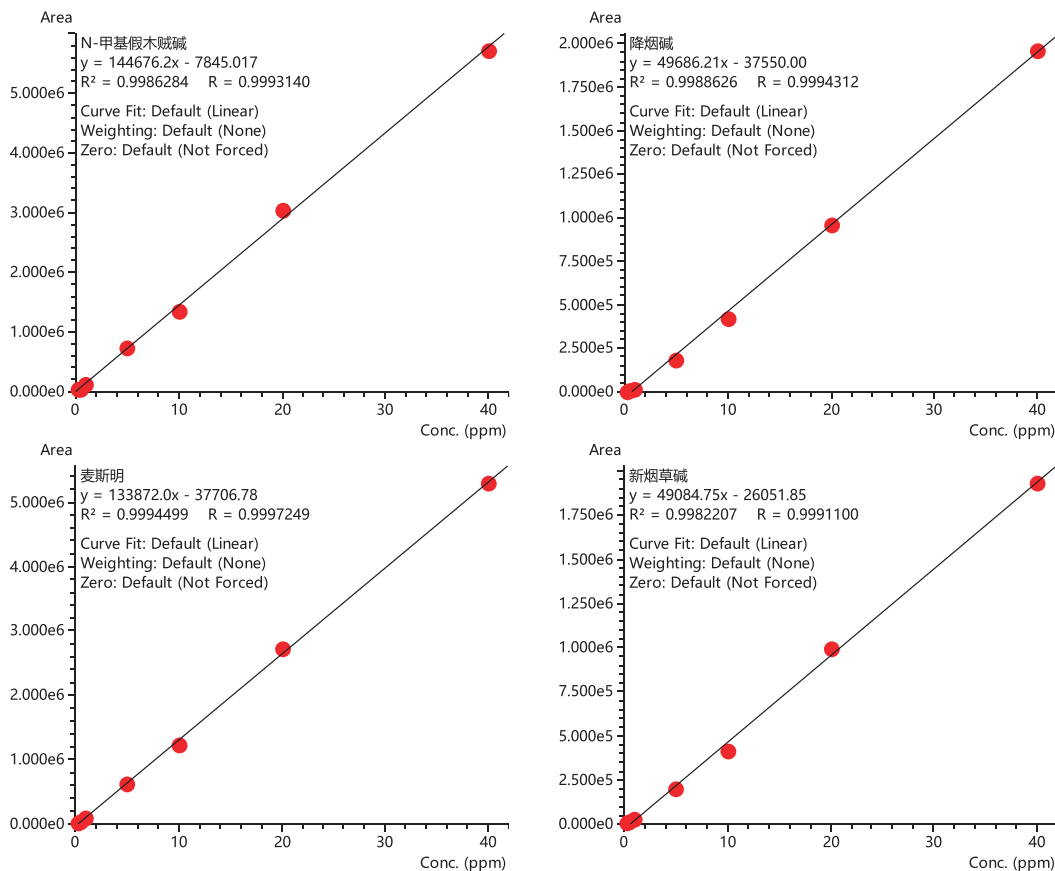 Area
N-甲基假木贼碱
y = 144676.2x - 7845.017
R² = 0.9986284 R = 0.9993140
Curve Fit: Default (Linear)
Weighting: Default (None)
Zero: Default (Not Forced)
5.000e6
4.000e6
3.000e6
2.000e6
1.000e6
0.000e0
0 10 20 30 40
Conc. (ppm)
Area
降烟碱
y = 49686.21x - 37550.00
R² = 0.9988626 R = 0.9994312
Curve Fit: Default (Linear)
Weighting: Default (None)
Zero: Default (Not Forced)
2.000e6
1.750e6
1.500e6
1.250e6
1.000e6
7.500e5
5.000e5
2.500e5
0.000e0
0 10 20 30 40
Conc. (ppm)
Area
麦斯明
y = 133872.0x - 37706.78
R² = 0.9994499 R = 0.9997249
Curve Fit: Default (Linear)
Weighting: Default (None)
Zero: Default (Not Forced)
5.000e6
4.000e6
3.000e6
2.000e6
1.000e6
0.000e0
0 10 20 30 40
Conc. (ppm)
Area
新烟草碱
y = 49084.75x - 26051.85
R² = 0.9982207 R = 0.9991100
Curve Fit: Default (Linear)
Weighting: Default (None)
Zero: Default (Not Forced)
1.750e6
1.500e6
1.250e6
1.000e6
7.500e5
5.000e5
2.500e5
0.000e0
0 10 20 30 40
Conc. (ppm)